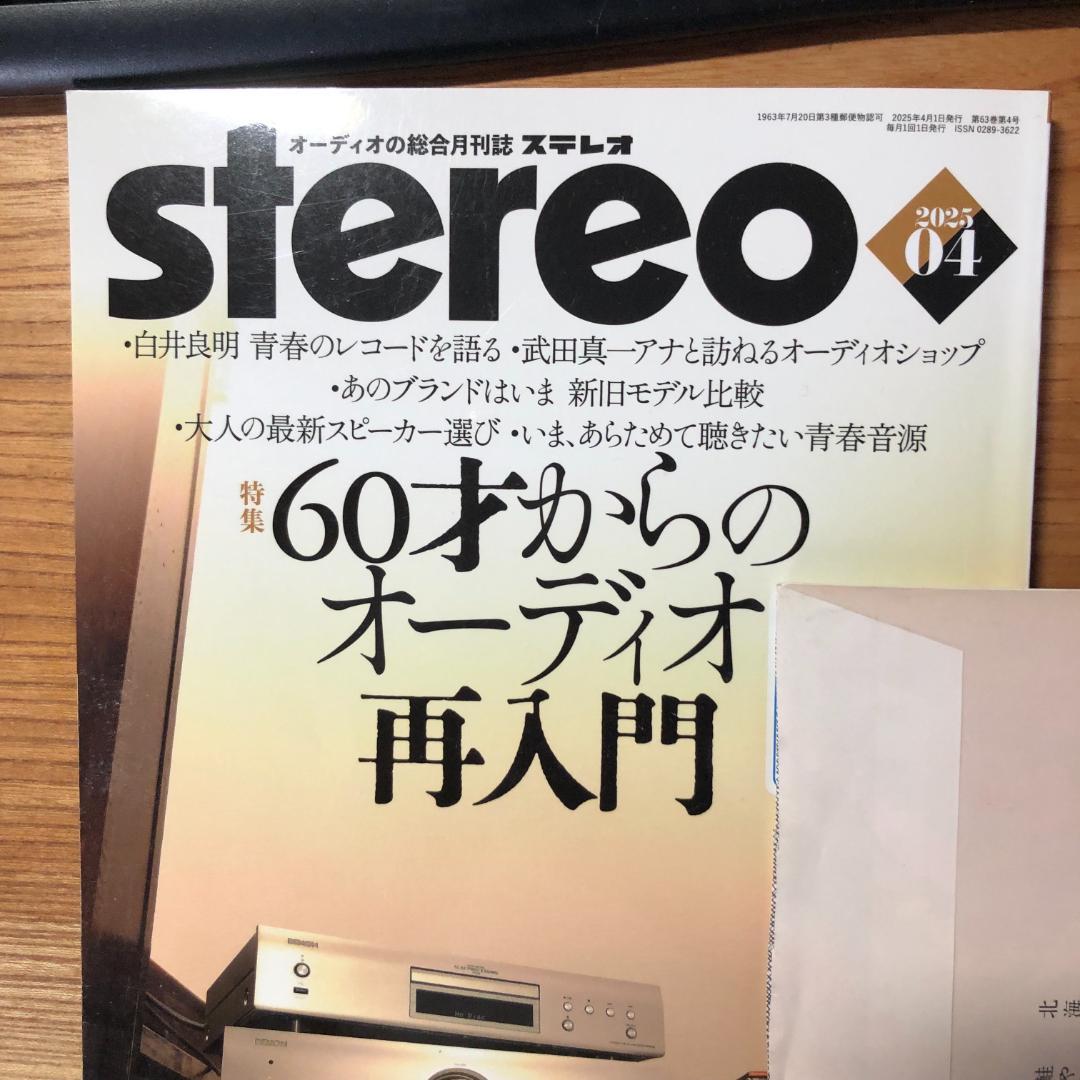 1963年7月20日第3種郵便物認可 2025年4月1日発行 第63巻第4号
毎月1回1日発行 ISSN 0289-3622
オーディオの総合月刊誌 ステレオ
stereo
2025
04
・白井良明 青春のレコードを語る ・武田真一アナと訪ねるオーディオショップ
・あのブランドはいま 新旧モデル比較
・大人の最新スピーカー選び ・いま、あらためて聴きたい青春音源
特集
60才からの
オーディオ
再入門
DENON
No Disc
DENON
北海
や